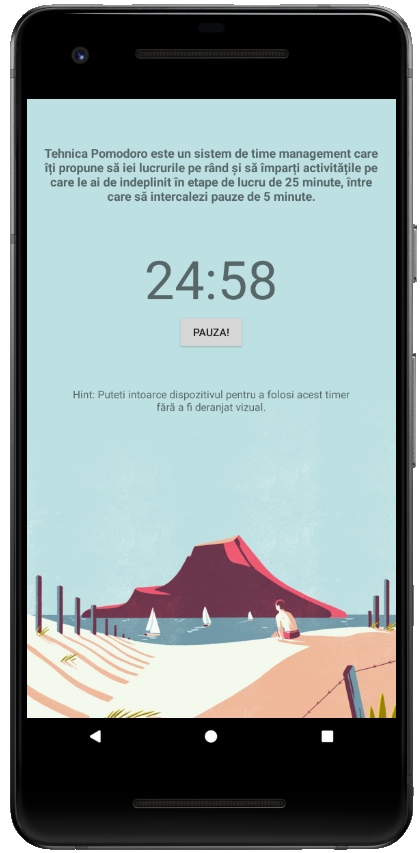 Tehnica Pomodoro este un sistem de time management care
îți propune să iei lucrurile pe rând și să împarți activitățile pe
care le ai de indeplinit în etape de lucru de 25 minute, între
care să intercalezi pauze de 5 minute.
24:58
PAUZA!
Hint: Puteti intoarce dispozitivul pentru a folosi acest timer
fără a fi deranjat vizual.